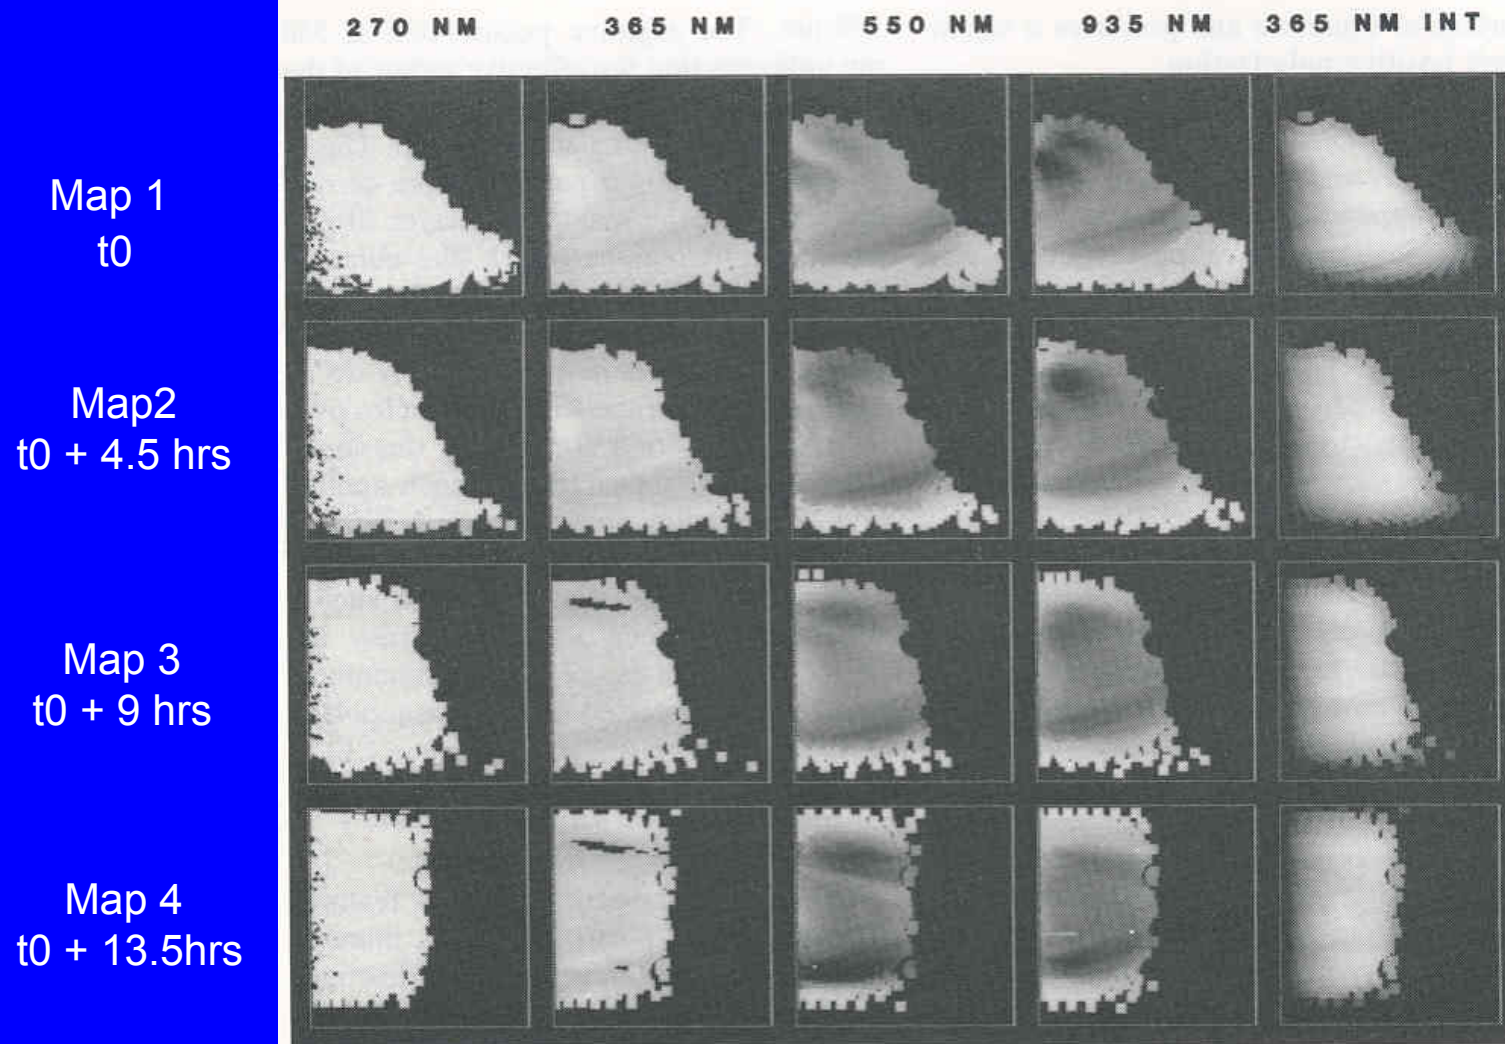 270 NM 365 NM 550 NM 935 NM 365 NM INT
Map 1
t0
Map2
t0 + 4.5 hrs
Map 3
t0 + 9 hrs
Map 4
t0 + 13.5hrs